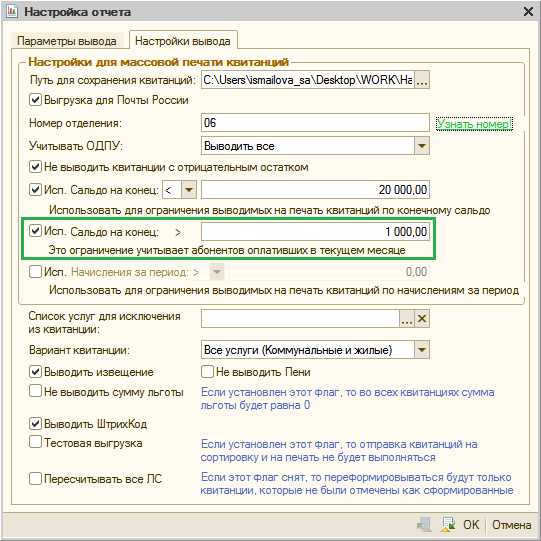 Настройка отчета
Параметры вывода Настройки вывода
Настройки для массовой печати квитанций
Путь для сохранения квитанций: C:\Users\ismailova_sa\Desktop\WORK\На ...
Выгрузка для Почты России
Номер отделения: 06 Узнать номер!
Учитывать ОДПУ: Выводить все
Не выводить квитанции с отрицательным остатком
Исп. Сальдо на конец: < 20 000,00
Использовать для ограничения выводимых на печать квитанций по конечному сальдо
Исп. Сальдо на конец: > 1 000,00
Это ограничение учитывает абонентов оплативших в текущем месяце
Исп. Начисления за период: > 0,00
Использовать для ограничения выводимых на печать квитанций по начислениям за период
Список услуг для исключения
из квитанции: ...
Вариант квитанции: Все услуги (Коммунальные и жилые)
Выводить извещение Не выводить Пени
Не выводить сумму льготы Если установлен этот флаг, то во всех квитанциях сумма
льготы будет равна 0
Выводить ШтрихКод
Тестовая выгрузка Если установлен этот флаг, то отправка квитанций на
сортировку и на печать не будет выполняться
Пересчитывать все ЛС Если этот флаг снят, то переформировываться будут только
квитанции, которые не были отмечены как сформированные
OK Отмена